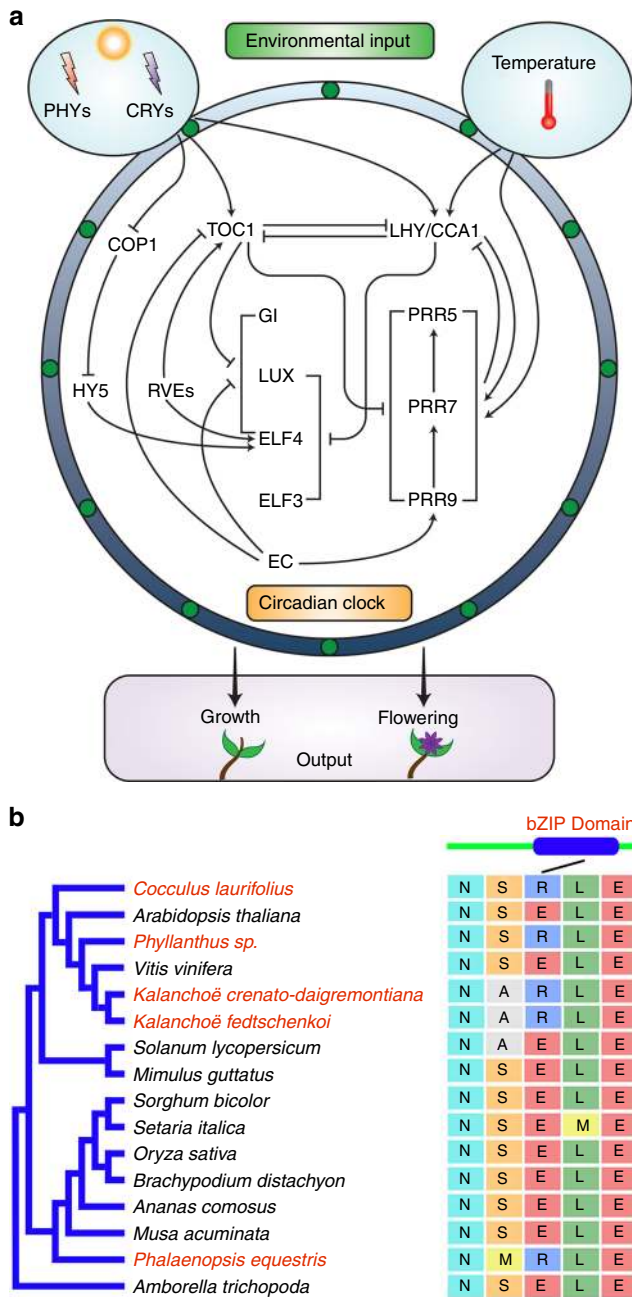 a
Environmental input
PHYs CRYs
Temperature
COP1
TOC1
LHY/CCA1
GI
PRR5
LUX
HY5
RVEs
PRR7
ELF4
ELF3
PRR9
EC
Circadian clock
Growth
Flowering
Output
b
bZIP Domain
Cocculus laurifolius N S R L E
Arabidopsis thaliana N S E L E
Phyllanthus sp. N S R L E
Vitis vinifera N S E L E
Kalanchoë crenato-daigremontiana N A R L E
Kalanchoë fedtschenkoi N A R L E
Solanum lycopersicum N A E L E
Mimulus guttatus N S E L E
Sorghum bicolor N S E L E
Setaria italica N S E M E
Oryza sativa N S E L E
Brachypodium distachyon N S E L E
Ananas comosus N S E L E
Musa acuminata N S E L E
Phalaenopsis equestris N M R L E
Amborella trichopoda N S E L E